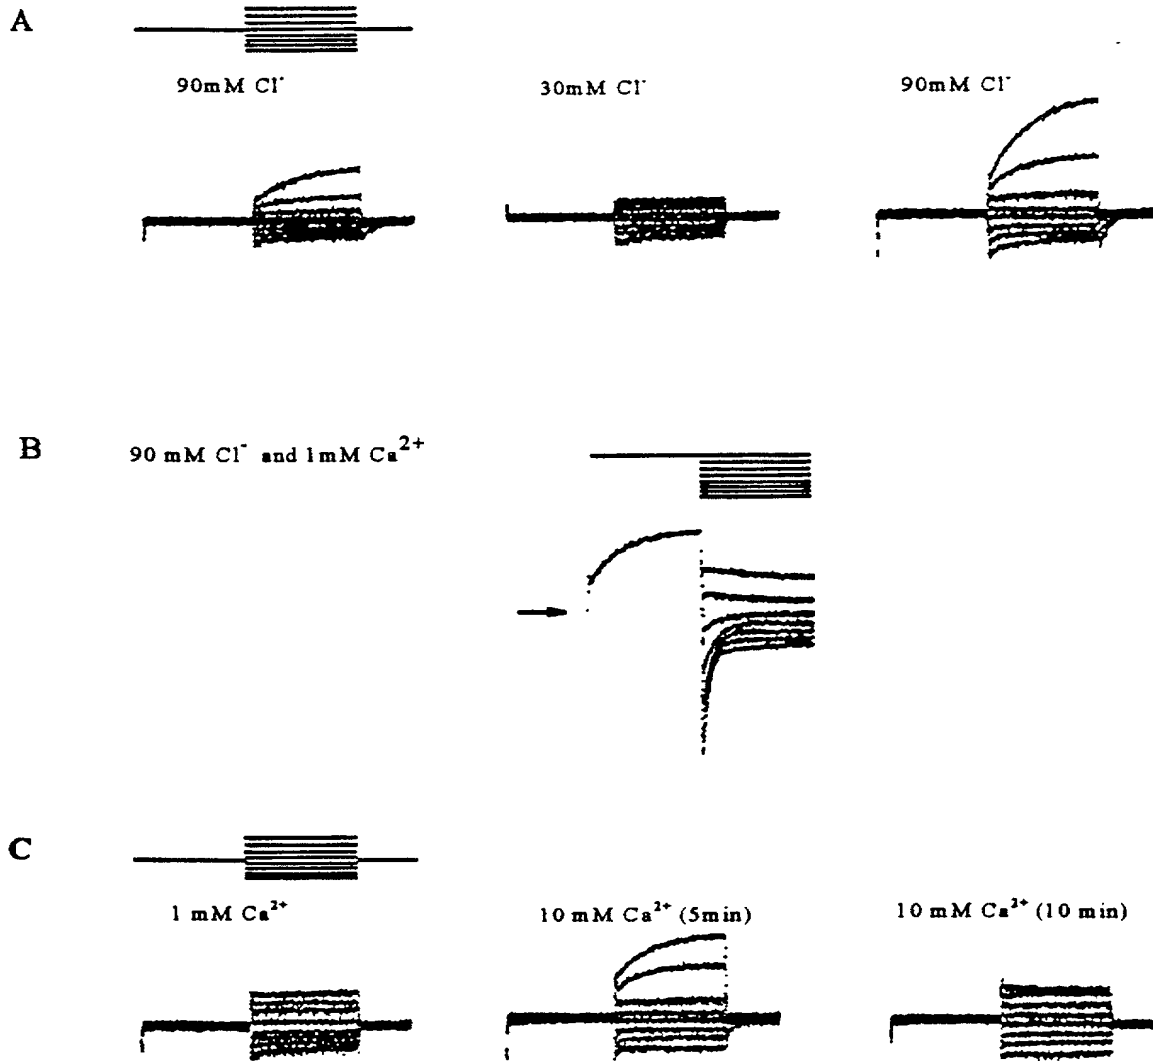 A
90mM Cl⁻
30mM Cl⁻
90mM Cl⁻
B
90 mM Cl⁻ and 1mM Ca²⁺
C
1 mM Ca²⁺
10 mM Ca²⁺ (5min)
10 mM Ca²⁺ (10 min)